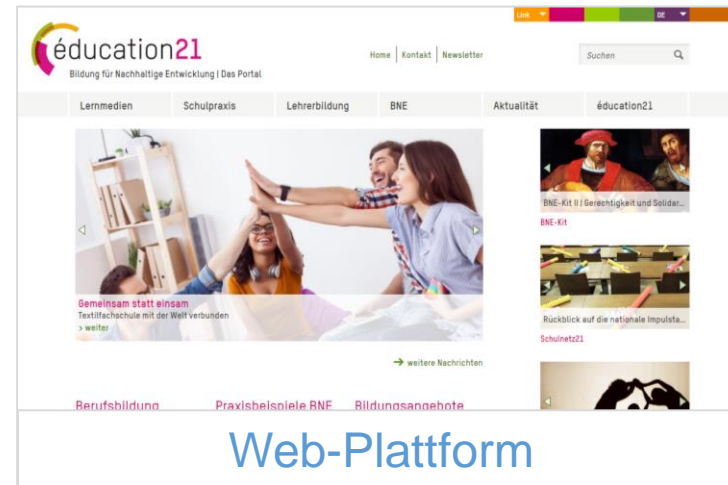 Link DE
éducation21
Bildung für Nachhaltige Entwicklung | Das Portal
Home | Kontakt | Newsletter
Suchen
Lernmedien Schulpraxis Lehrerbildung BNE Aktualität éducation21
Gemeinsam statt einsam
Textilfachschule mit der Welt verbunden
> weiter
→ weitere Nachrichten
BNE-Kit II | Gerechtigkeit und Solidar...
BNE-Kit
Rückblick auf die nationale Impulsta...
Schulnetz21
Berufsbildung Praxisbeispiele BNE Bildungsangebote
Web-Plattform